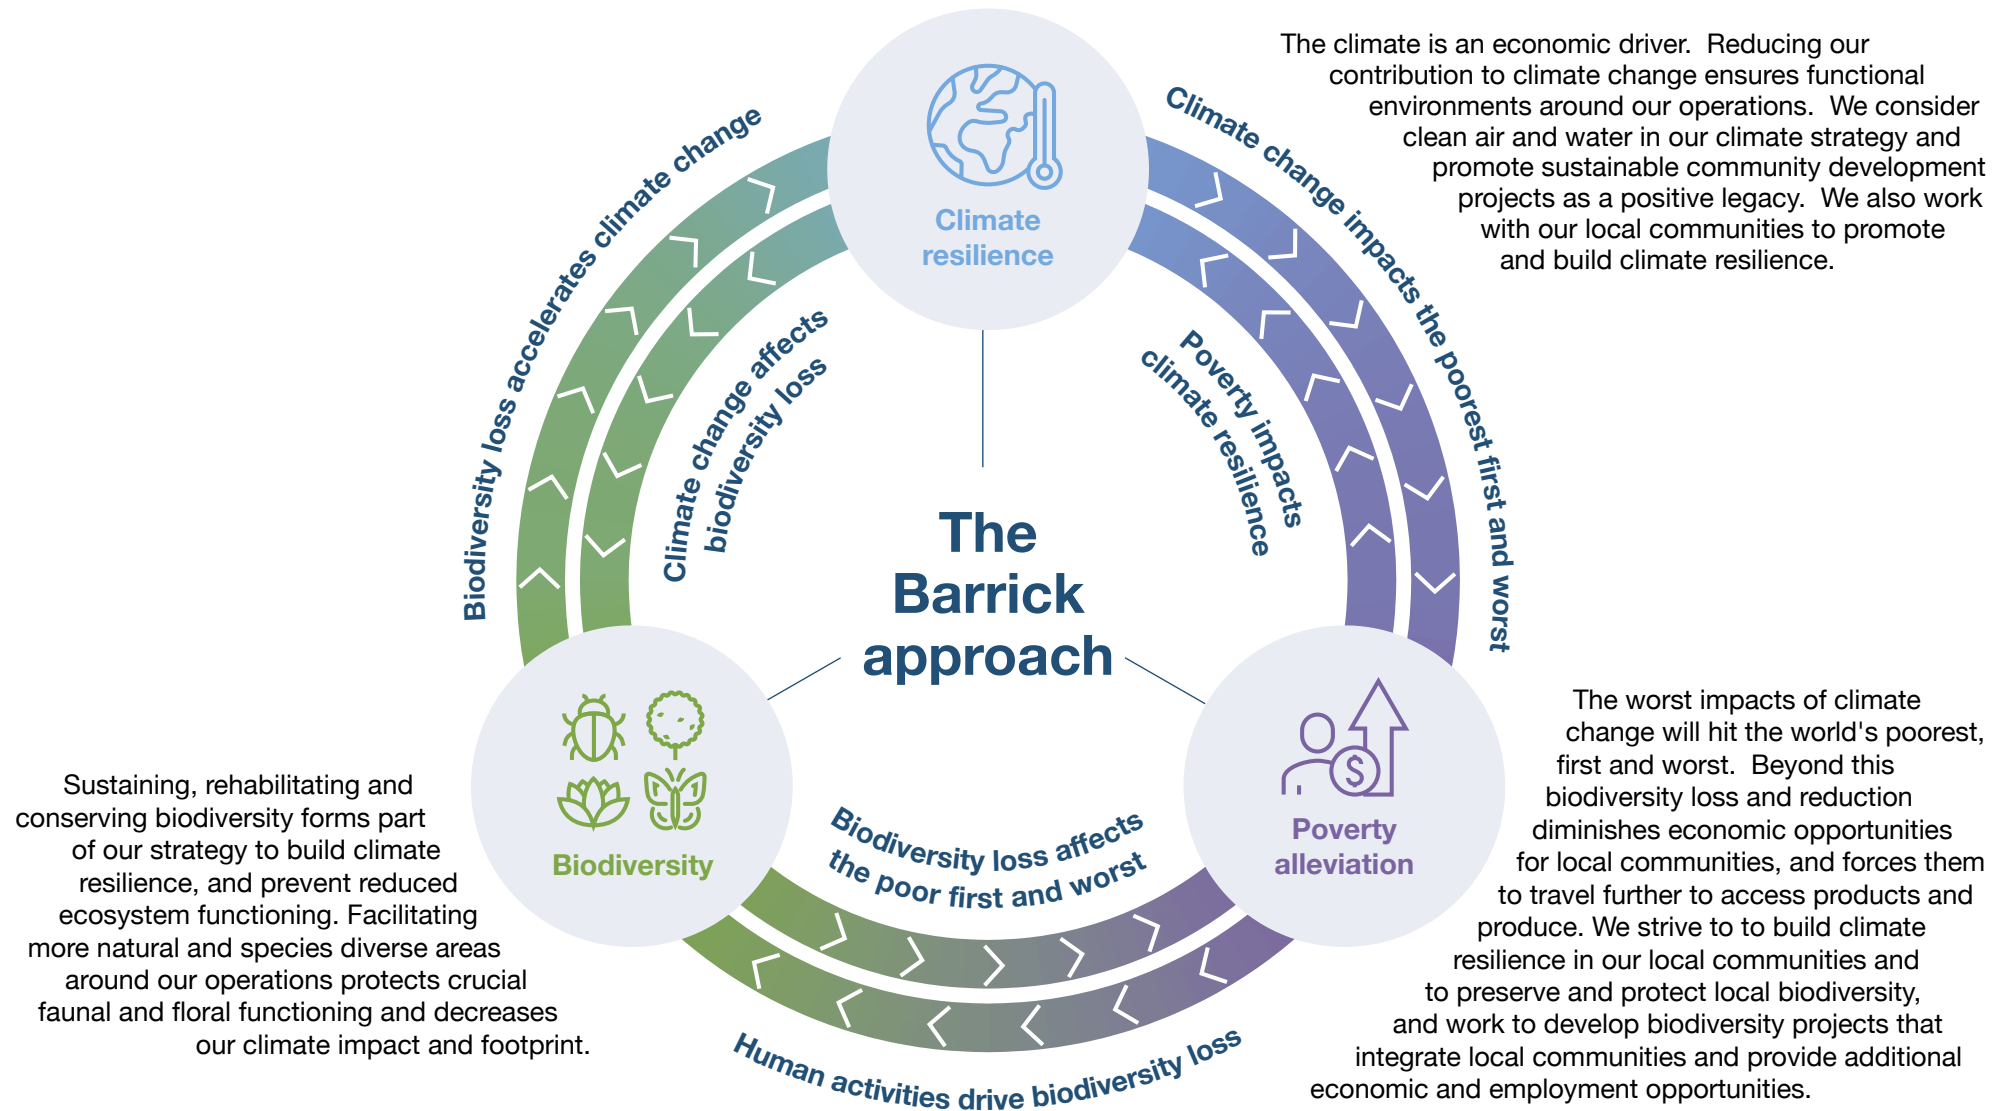 The climate is an economic driver.  Reducing our
contribution to climate change ensures functional
environments around our operations.  We consider
clean air and water in our climate strategy and
promote sustainable community development
projects as a positive legacy.  We also work
with our local communities to promote
and build climate resilience.
Biodiversity loss accelerates climate change
Climate
resilience
Climate change impacts the poorest first and worst
Climate change affects
biodiversity loss
Poverty impacts
climate resilience
The
Barrick
approach
Biodiversity
Sustaining, rehabilitating and
conserving biodiversity forms part
of our strategy to build climate
resilience, and prevent reduced
ecosystem functioning. Facilitating
more natural and species diverse areas
around our operations protects crucial
faunal and floral functioning and decreases
our climate impact and footprint.
Biodiversity loss affects
the poor first and worst
Human activities drive biodiversity loss
$
Poverty
alleviation
The worst impacts of climate
change will hit the world's poorest,
first and worst.  Beyond this
biodiversity loss and reduction
diminishes economic opportunities
for local communities, and forces them
to travel further to access products and
produce. We strive to to build climate
resilience in our local communities and
to preserve and protect local biodiversity,
and work to develop biodiversity projects that
integrate local communities and provide additional
economic and employment opportunities.